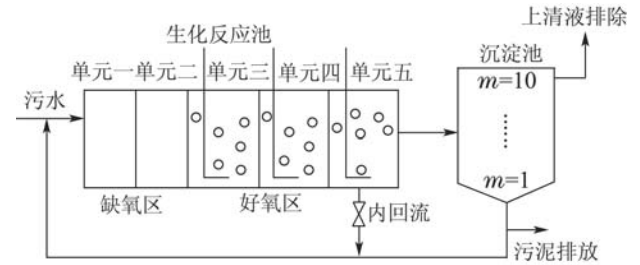 上清液排除
生化反应池
沉淀池
单元一单元二单元三单元四单元五
m=10
污水
m=1
缺氧区
好氧区
内回流
污泥排放